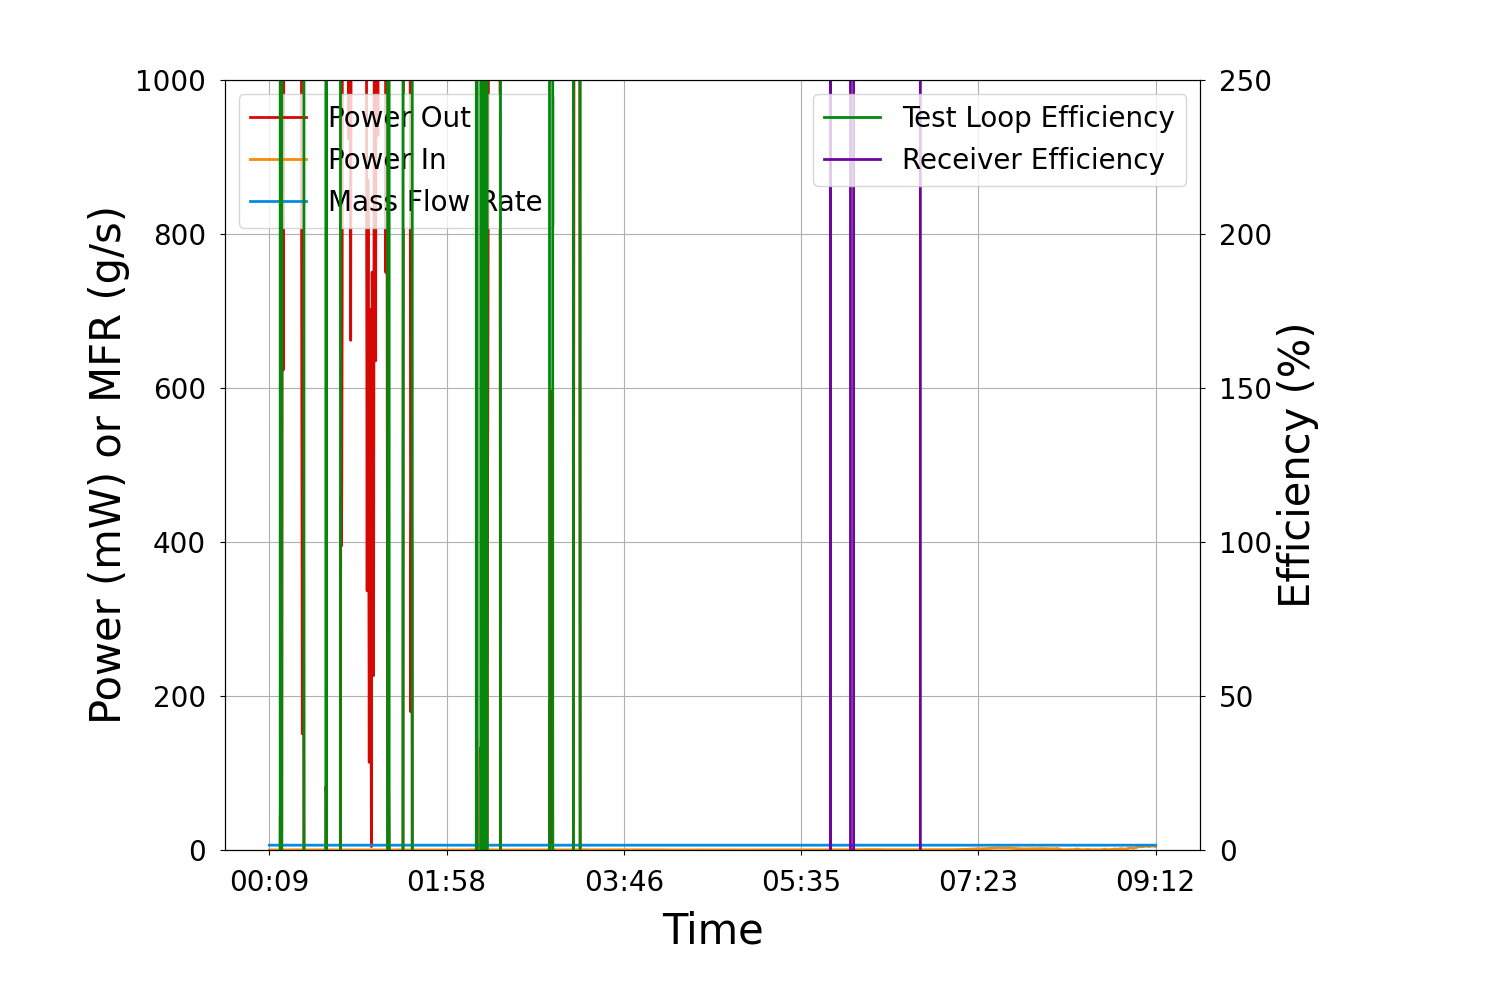 1000
800
600
400
200
0
Power (mW) or MFR (g/s)
Power Out
Power In
Mass Flow Rate
Test Loop Efficiency
Receiver Efficiency
250
200
150
100
50
0
Efficiency (%)
00:09 01:58 03:46 05:35 07:23 09:12
Time